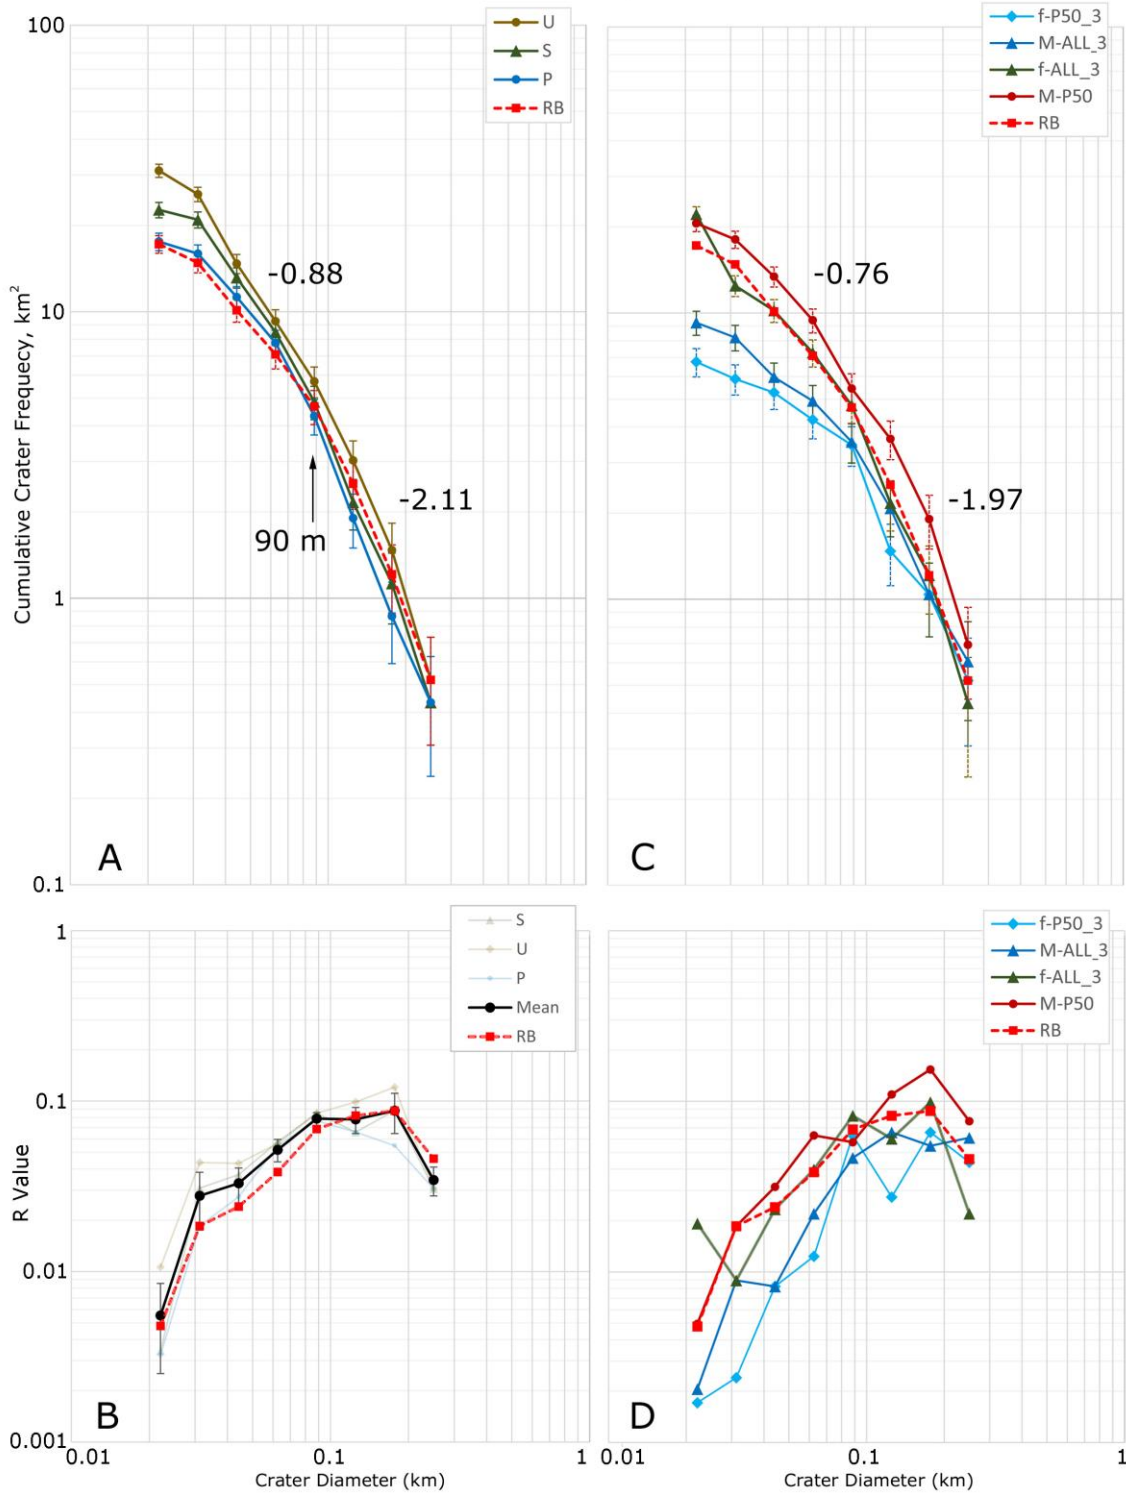 100
10
1
0.1
Cumulative Crater Frequecy, km²
U
S
P
RB
-0.88
-2.11
90 m
A
f-P50_3
M-ALL_3
f-ALL_3
M-P50
RB
-0.76
-1.97
C
1
0.1
0.01
0.001
R Value
S
U
P
Mean
RB
B
0.01
0.1
1
Crater Diameter (km)
f-P50_3
M-ALL_3
f-ALL_3
M-P50
RB
D
0.01
0.1
1
Crater Diameter (km)